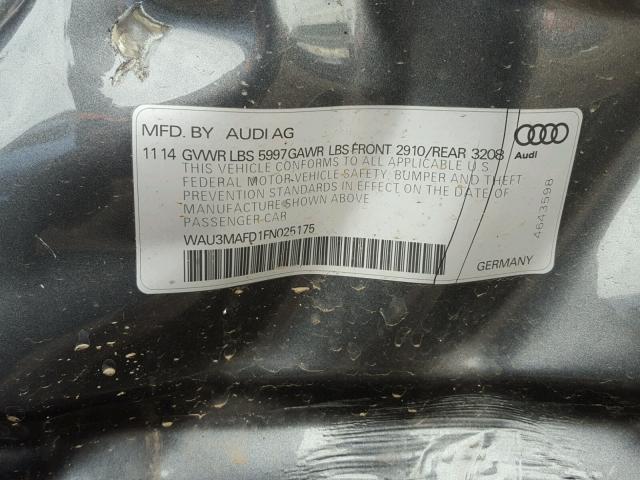 MFD. BY AUDI AG
11 14 GVWR LBS 5997 GAWR LBS FRONT 2910/REAR 3208
THIS VEHICLE CONFORMS TO ALL APPLICABLE U S
FEDERAL MOTOR-VEHICLE SAFETY, BUMPER AND THEFT
PREVENTION STANDARDS IN EFFECT ON THE DATE OF
MANUFACTURE SHOWN ABOVE
PASSENGER CAR
WAU3MAFD1FN025175
GERMANY
Audi
4643598